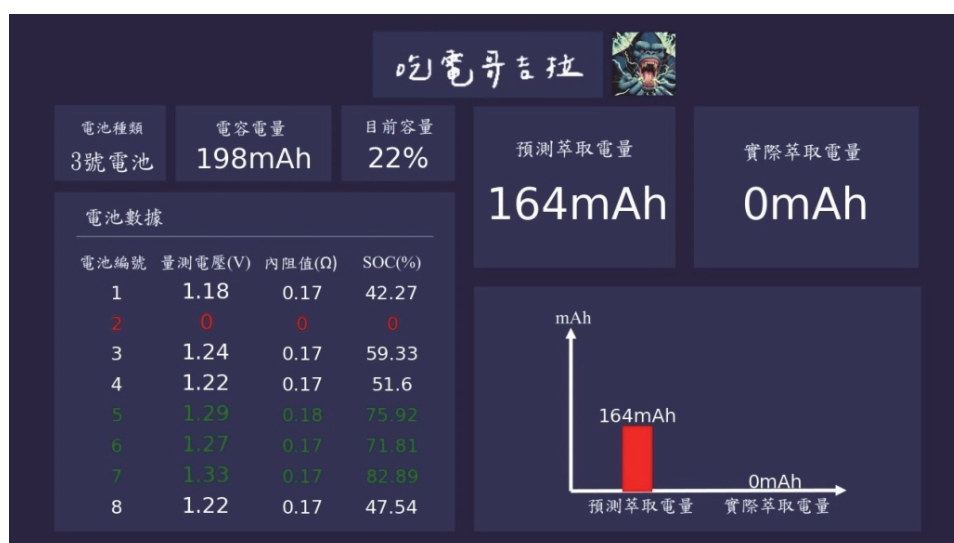 吃電哥吉拉
電池種類
3號電池
電容電量
198mAh
目前容量
22%
預測萃取電量
164mAh
實際萃取電量
0mAh
電池數據
電池編號 量測電壓(V) 內阻值(Ω) SOC(%)
1 1.18 0.17 42.27
2 0 0 0
3 1.24 0.17 59.33
4 1.22 0.17 51.6
5 1.29 0.18 75.92
6 1.27 0.17 71.81
7 1.33 0.17 82.89
8 1.22 0.17 47.54
mAh
164mAh
0mAh
預測萃取電量 實際萃取電量